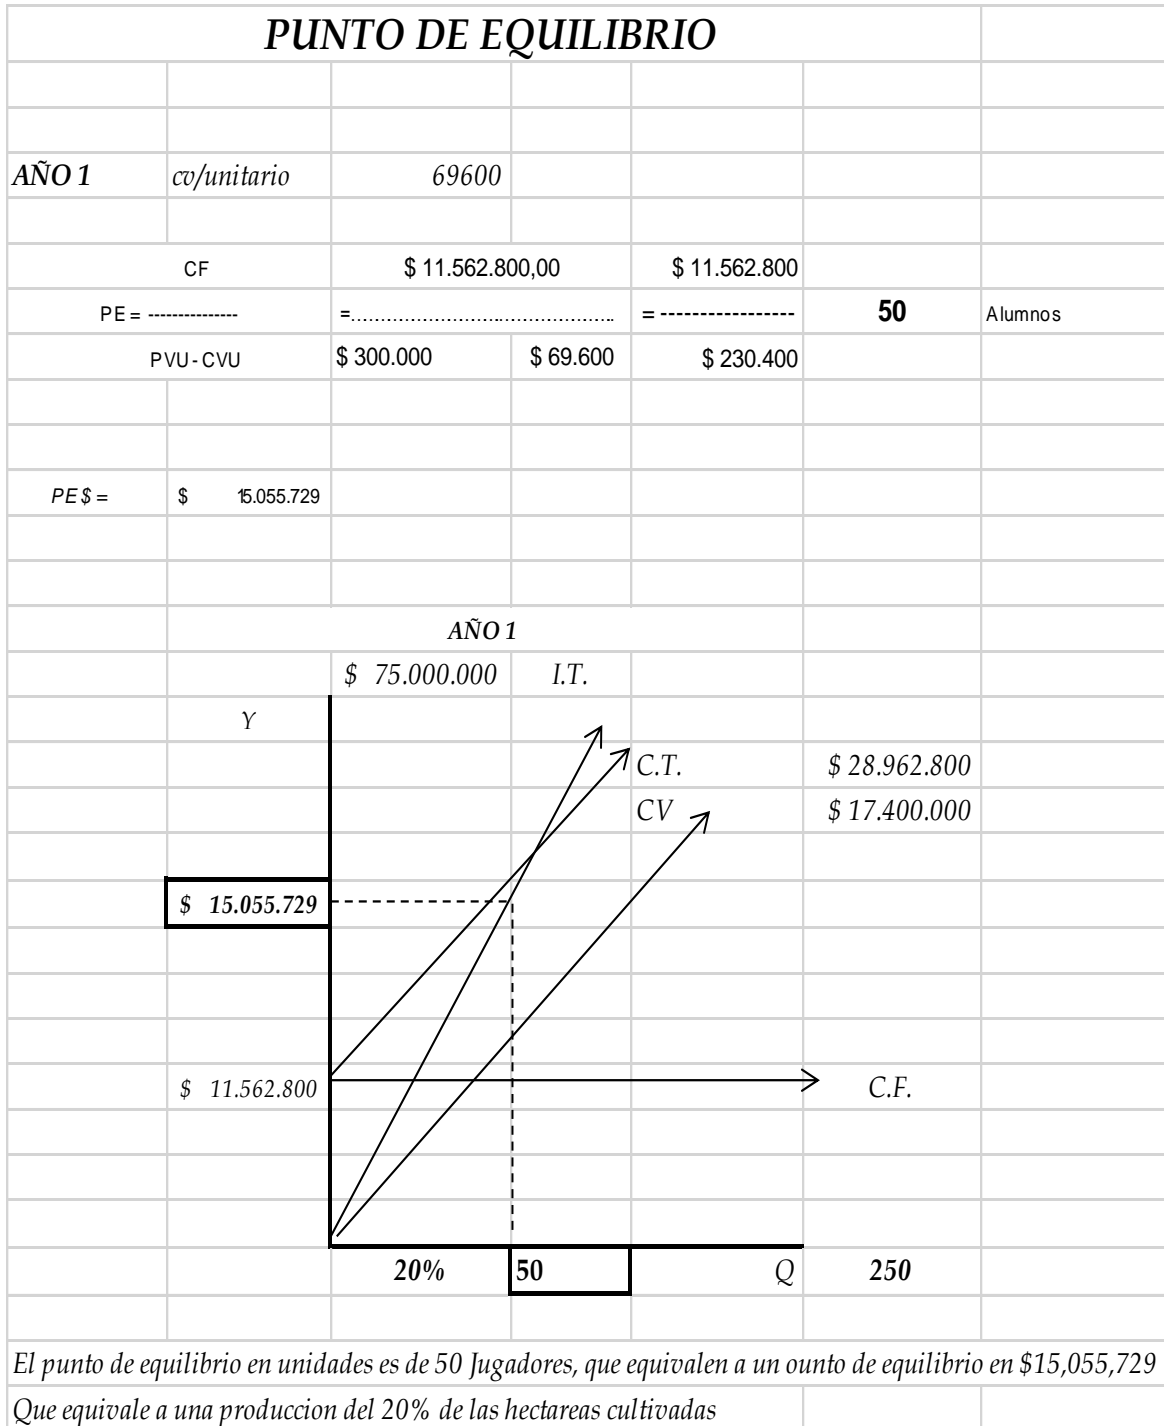 PUNTO DE EQUILIBRIO
AÑO 1 cv/unitario 69600
CF $ 11.562.800,00 $ 11.562.800
PE = --------------- =........................................... = ----------------- 50 Alumnos
PVU - CVU $ 300.000 $ 69.600 $ 230.400
PE $ = $ 15.055.729
AÑO 1
$ 75.000.000 I.T.
Y
C.T. $ 28.962.800
CV $ 17.400.000
$ 15.055.729
$ 11.562.800 C.F.
20% 50 Q 250
El punto de equilibrio en unidades es de 50 Jugadores, que equivalen a un ounto de equilibrio en $15,055,729
Que equivale a una produccion del 20% de las hectareas cultivadas